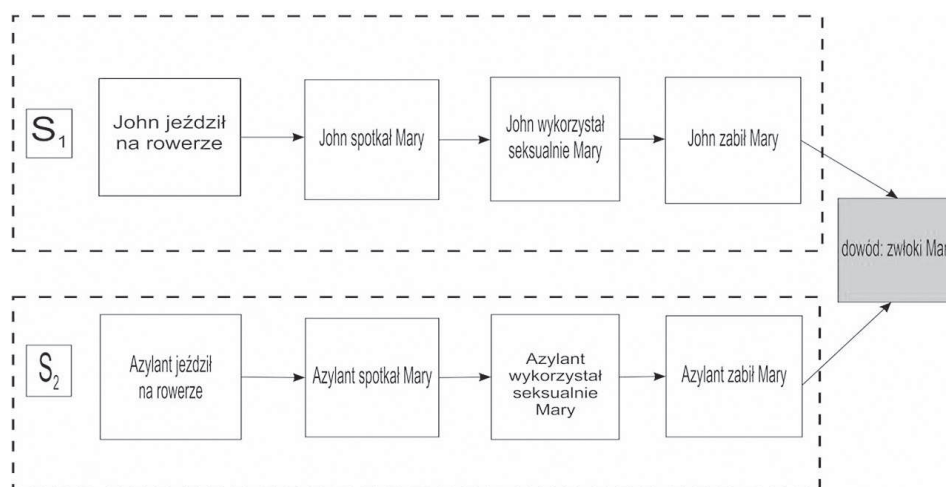 S1
John jeździł
na rowerze
John spotkał Mary
John wykorzystał
seksualnie Mary
John zabił Mary
dowód: zwłoki Mar
S2
Azylant jeździł
na rowerze
Azylant spotkał Mary
Azylant
wykorzystał
seksualnie
Mary
Azylant zabił Mary